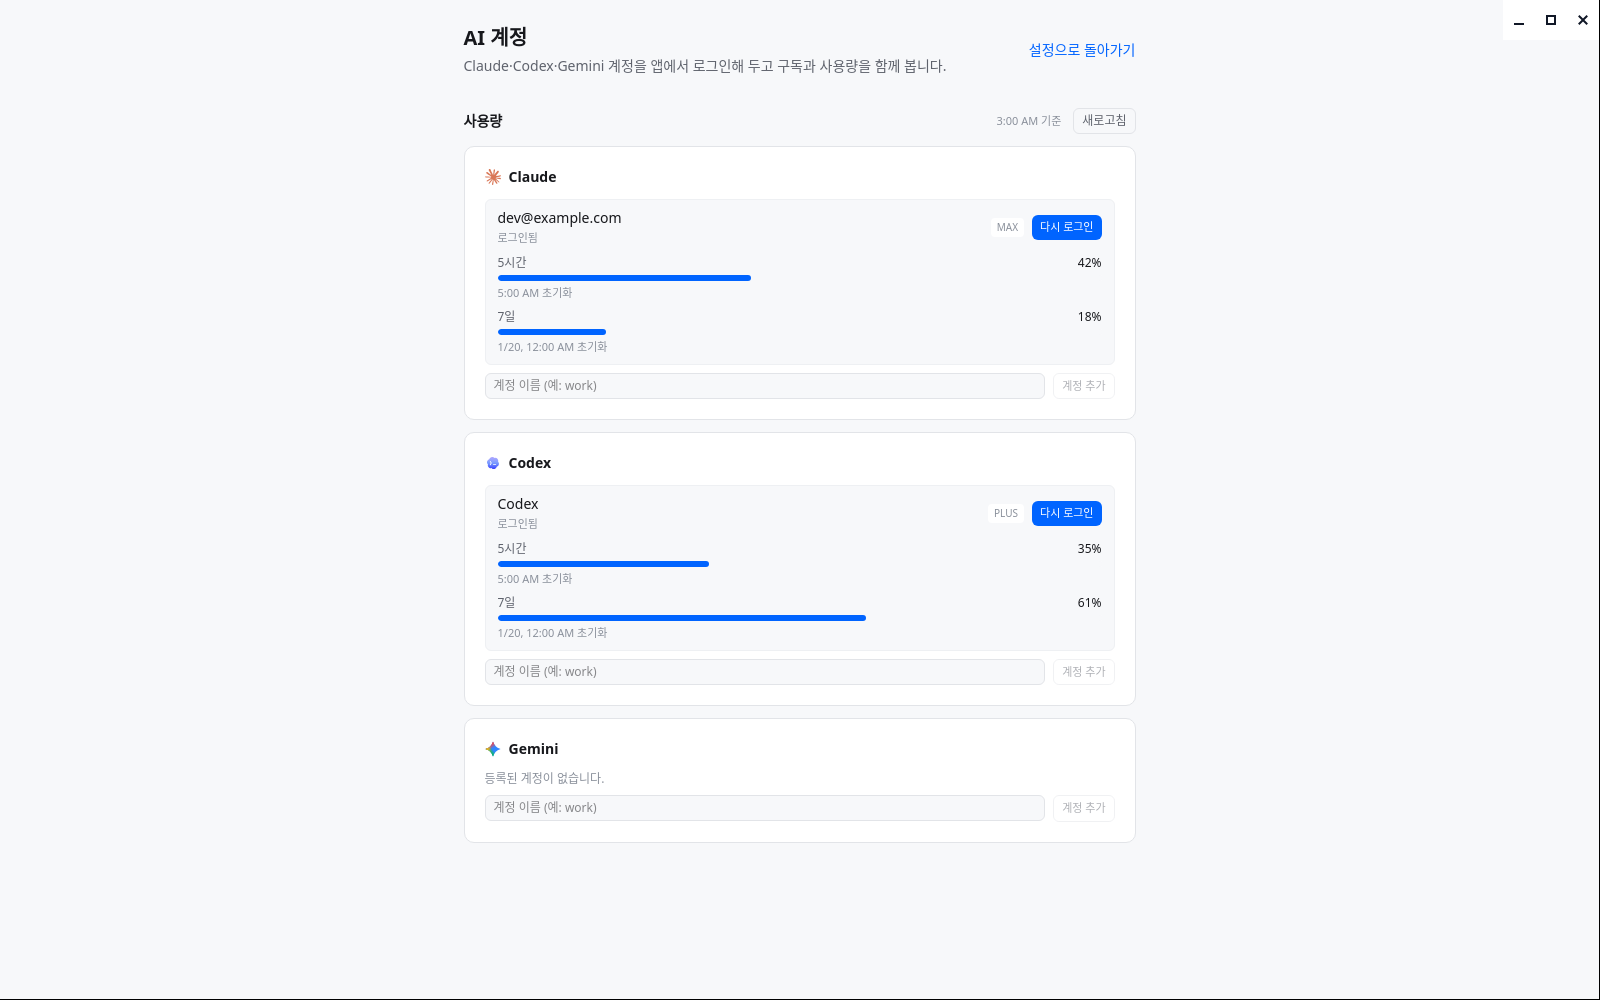 AI 계정
설정으로 돌아가기
Claude·Codex·Gemini 계정을 앱에서 로그인해 두고 구독과 사용량을 함께 봅니다.
사용량
3:00 AM 기준
새로고침
Claude
dev@example.com
로그인됨
MAX
다시 로그인
5시간
42%
5:00 AM 초기화
7일
18%
1/20, 12:00 AM 초기화
계정 이름 (예: work)
계정 추가
Codex
Codex
로그인됨
PLUS
다시 로그인
5시간
35%
5:00 AM 초기화
7일
61%
1/20, 12:00 AM 초기화
계정 이름 (예: work)
계정 추가
Gemini
등록된 계정이 없습니다.
계정 이름 (예: work)
계정 추가